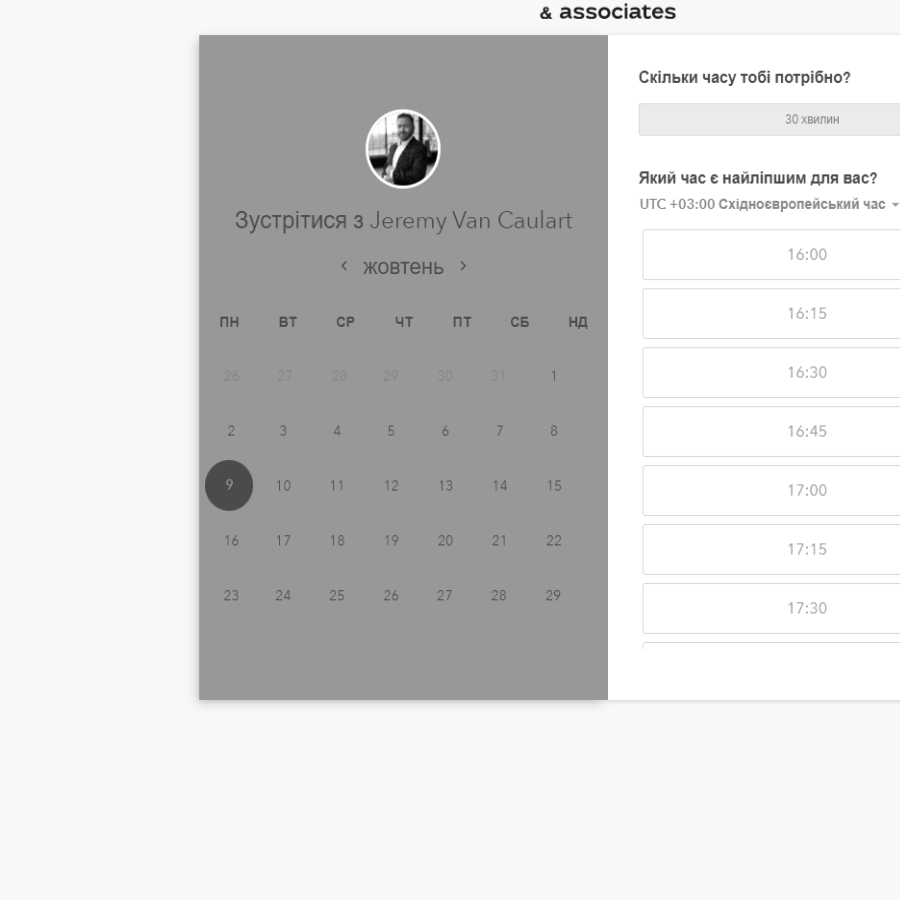 & associates
Зустрітися з Jeremy Van Caulart
‹ жовтень ›
ПН ВТ СР ЧТ ПТ СБ НД
26 27 28 29 30 31 1
2 3 4 5 6 7 8
9 10 11 12 13 14 15
16 17 18 19 20 21 22
23 24 25 26 27 28 29
Скільки часу тобі потрібно?
30 хвилин
Який час є найліпшим для вас?
UTC +03:00 Східноєвропейський час
16:00
16:15
16:30
16:45
17:00
17:15
17:30